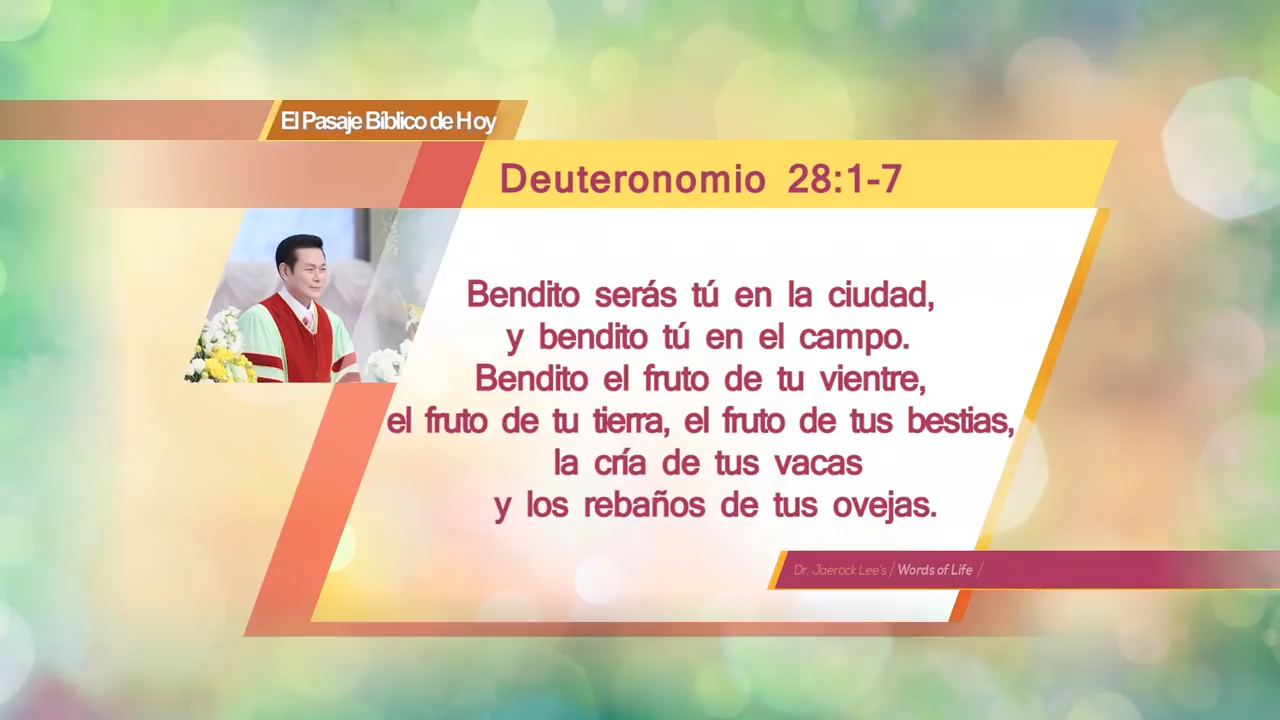 El Pasaje Bíblico de Hoy
Deuteronomio 28:1-7
Bendito serás tú en la ciudad,
y bendito tú en el campo.
Bendito el fruto de tu vientre,
el fruto de tu tierra, el fruto de tus bestias,
la cría de tus vacas
y los rebaños de tus ovejas.
Dr. Jaerock Lee's / Words of Life /